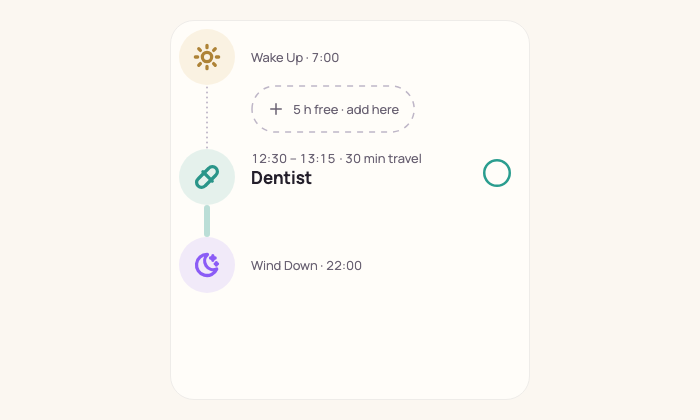 Wake Up · 7:00
5 h free · add here
12:30 – 13:15 · 30 min travel
Dentist
Wind Down · 22:00